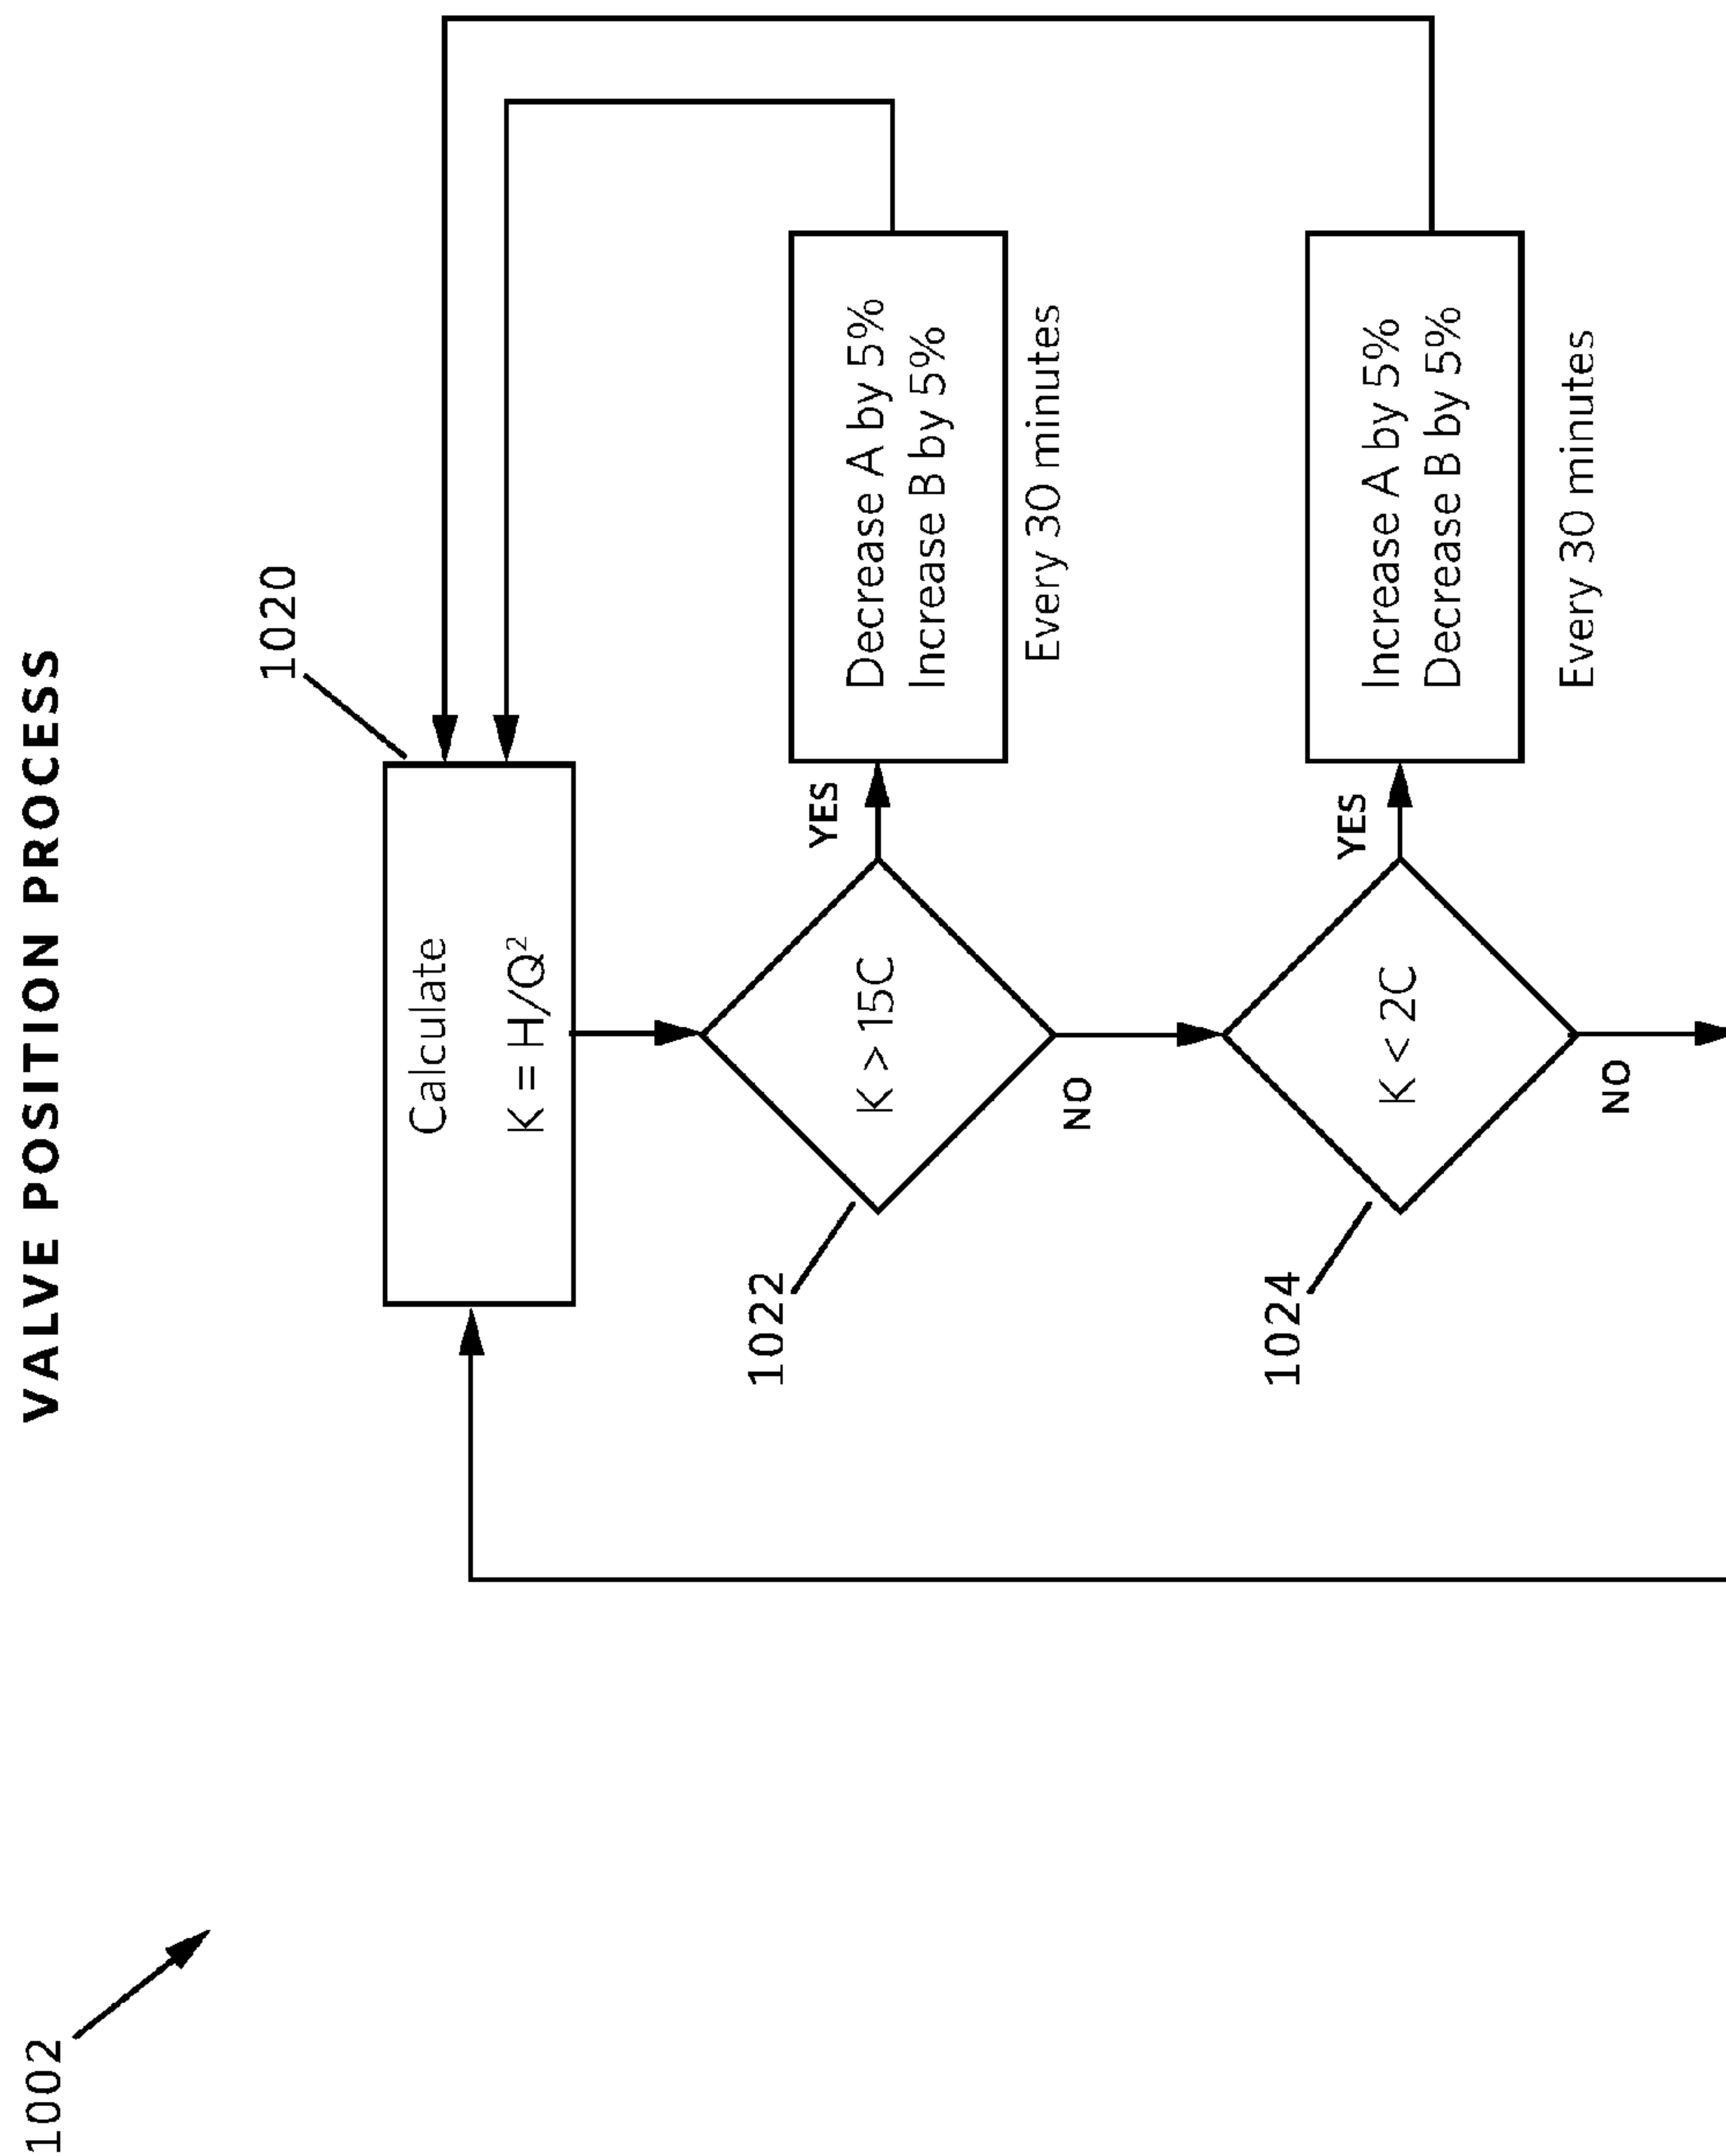 VALVE POSITION PROCESS
1002
1020
Calculate
K = H/Q²
1022
K > 15C
YES
Decrease A by 5%
Increase B by 5%
Every 30 minutes
NO
1024
K < 2C
YES
Increase A by 5%
Decrease B by 5%
Every 30 minutes
NO